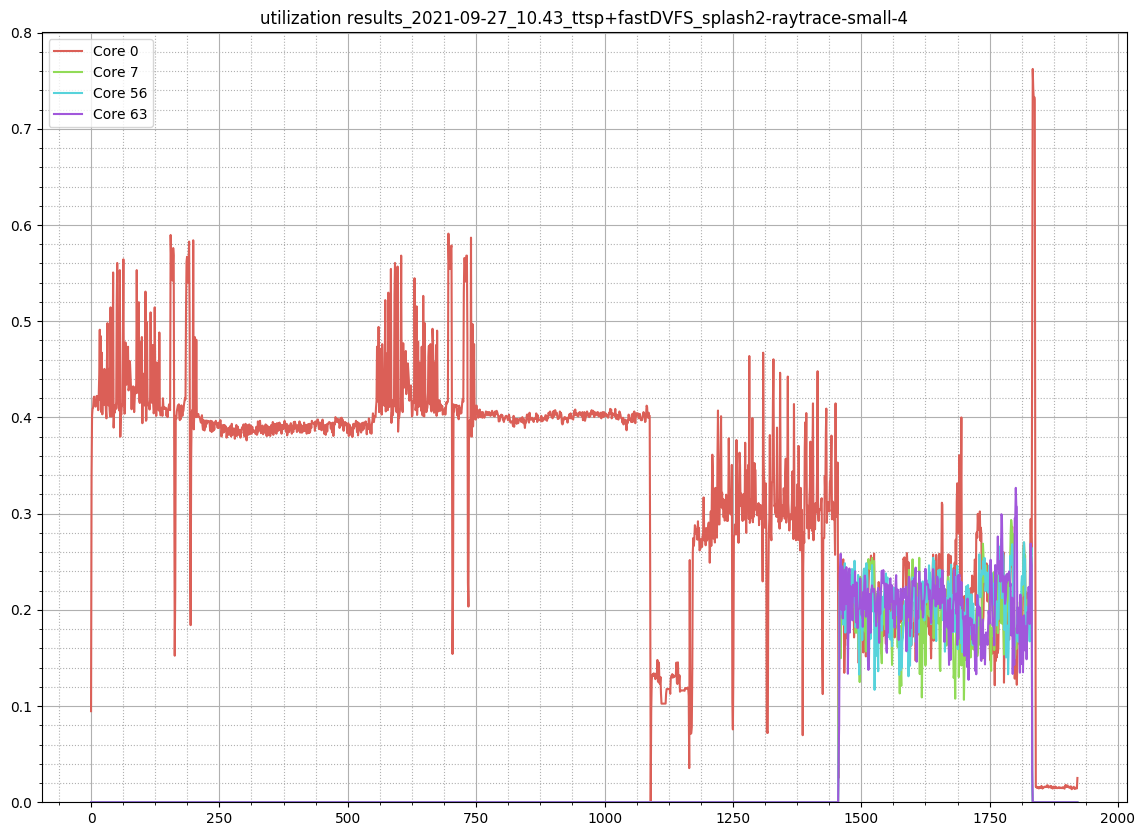 utilization results_2021-09-27_10.43_ttsp+fastDVFS_splash2-raytrace-small-4
Core 0
Core 7
Core 56
Core 63
0.8
0.7
0.6
0.5
0.4
0.3
0.2
0.1
0.0
0 250 500 750 1000 1250 1500 1750 2000